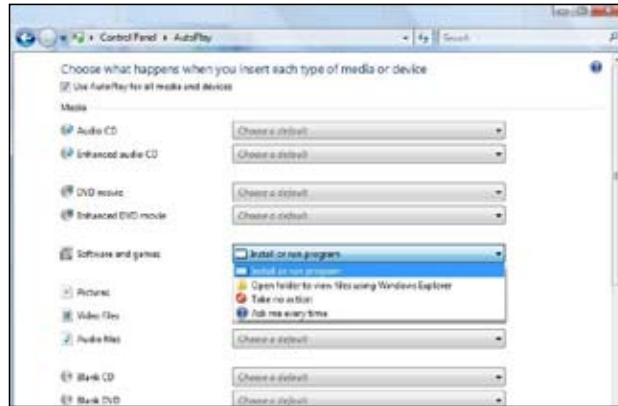 Control Panel ▸ AutoPlay
Search
Choose what happens when you insert each type of media or device
Use AutoPlay for all media and devices
Media
Audio CD Choose a default
Enhanced audio CD Choose a default
DVD movie Choose a default
Enhanced DVD movie Choose a default
Software and games Install or run program
Install or run program
Open folder to view files using Windows Explorer
Take no action
Ask me every time
Pictures
Video files
Audio files Choose a default
Blank CD Choose a default
Blank DVD Choose a default